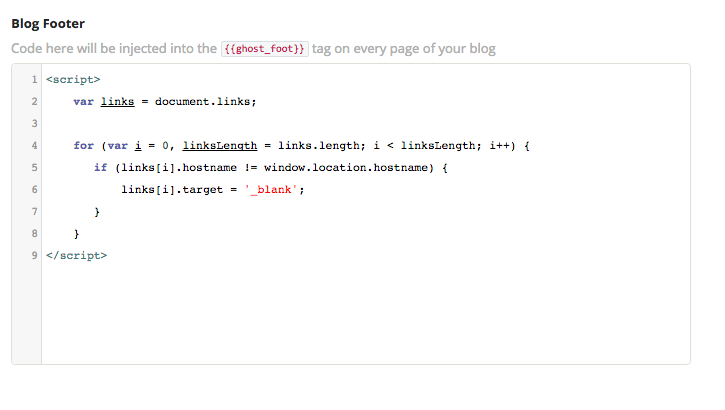 Blog Footer
Code here will be injected into the {{ghost_foot}} tag on every page of your blog
1 <script>
2 var links = document.links;
3
4 for (var i = 0, linksLength = links.length; i < linksLength; i++) {
5 if (links[i].hostname != window.location.hostname) {
6 links[i].target = '_blank';
7 }
8 }
9 </script>